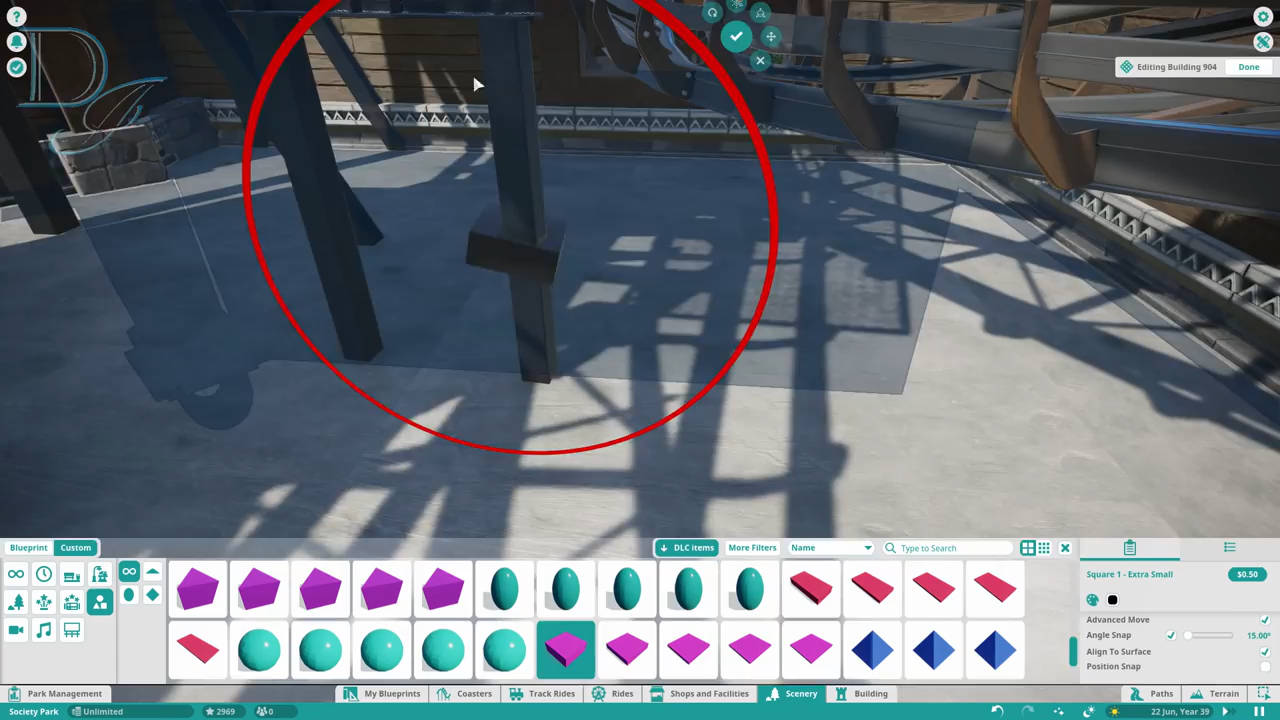 Editing Building 904 Done
Blueprint Custom DLC items More Filters Name Type to Search
Square 1 - Extra Small $0.50
Advanced Move
Angle Snap 15.00°
Align To Surface
Position Snap
Park Management My Blueprints Coasters Track Rides Rides Shops and Facilities Scenery Building Paths Terrain
Society Park Unlimited 2969 0 22 Jun, Year 39